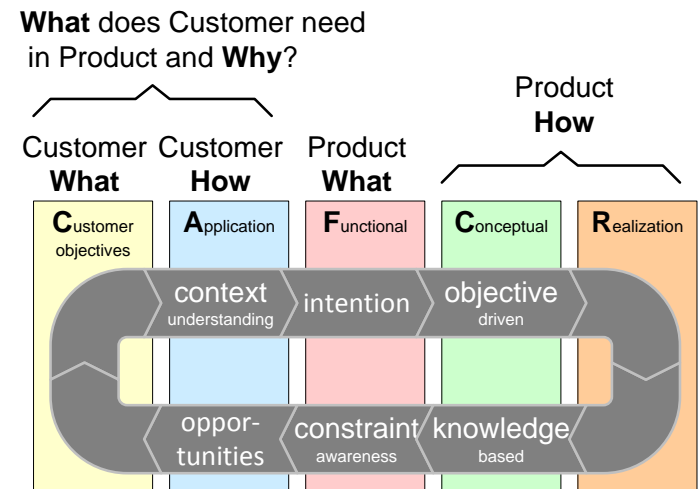 What does Customer need
in Product and Why?
Product
How
Customer
What
Customer
How
Product
What
Customer
objectives
Application
Functional
Conceptual
Realization
context
understanding
intention
objective
driven
oppor-
tunities
constraint
awareness
knowledge
based